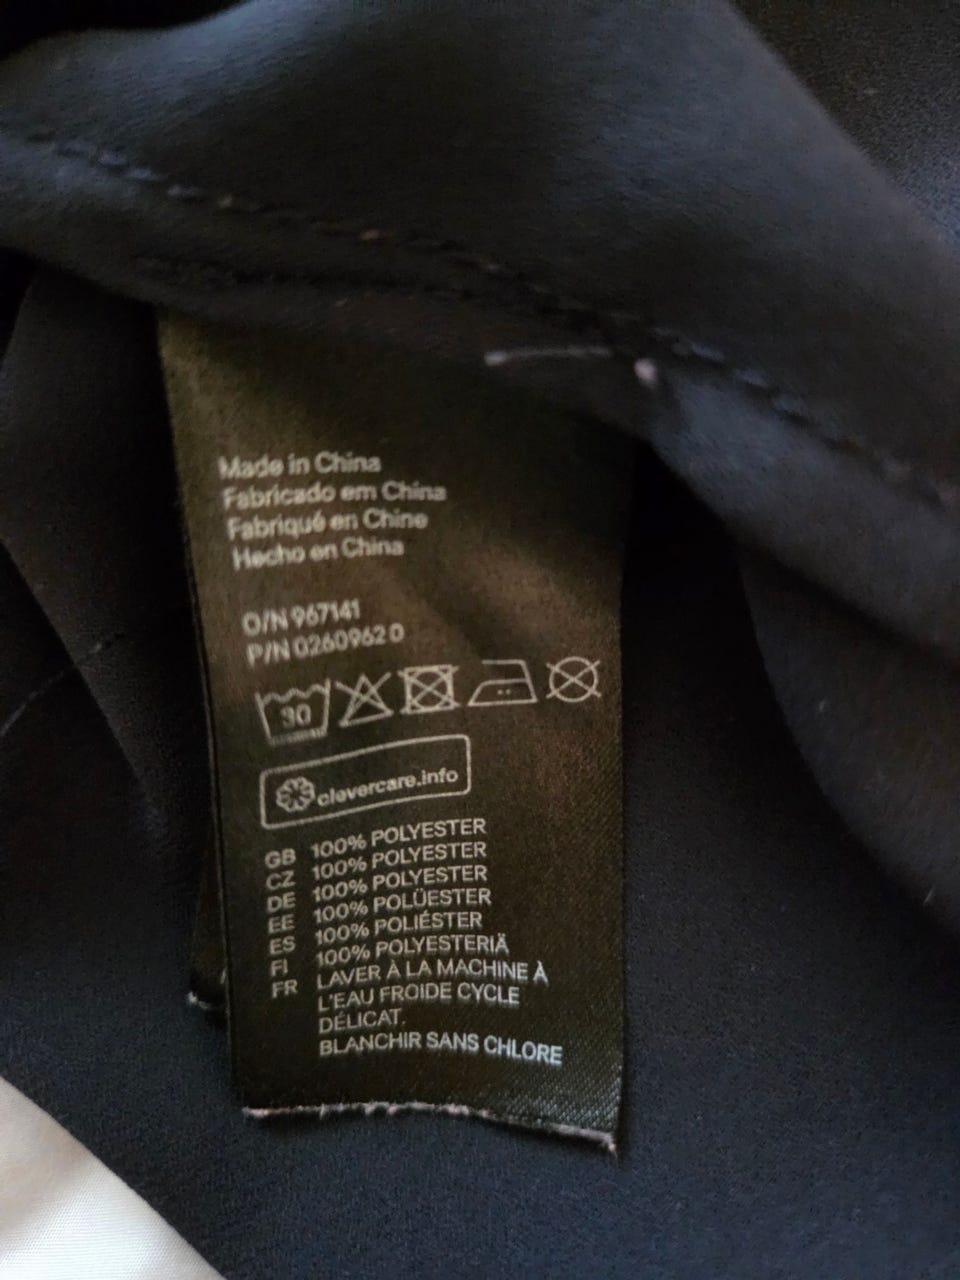 Made in China
Fabricado em China
Fabriqué en Chine
Hecho en China
O/N 967141
P/N 0260962 0
30
clevercare.info
GB 100% POLYESTER
CZ 100% POLYESTER
DE 100% POLYESTER
EE 100% POLÜESTER
ES 100% POLIÉSTER
FI 100% POLYESTERIÄ
FR LAVER À LA MACHINE À
L'EAU FROIDE CYCLE
DÉLICAT.
BLANCHIR SANS CHLORE